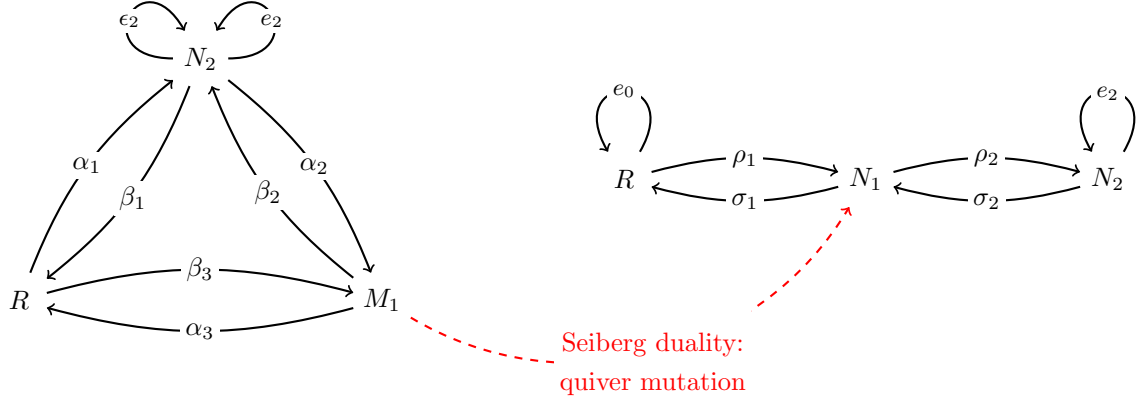 ϵ₂
e₂
N₂
α₁
β₁
β₂
α₂
R
β₃
α₃
M₁
e₀
e₂
R
ρ₁
σ₁
N₁
ρ₂
σ₂
N₂
Seiberg duality:
quiver mutation